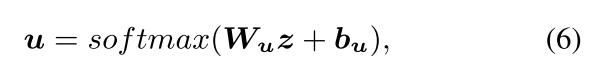 u = softmax(W_u z + b_u), (6)